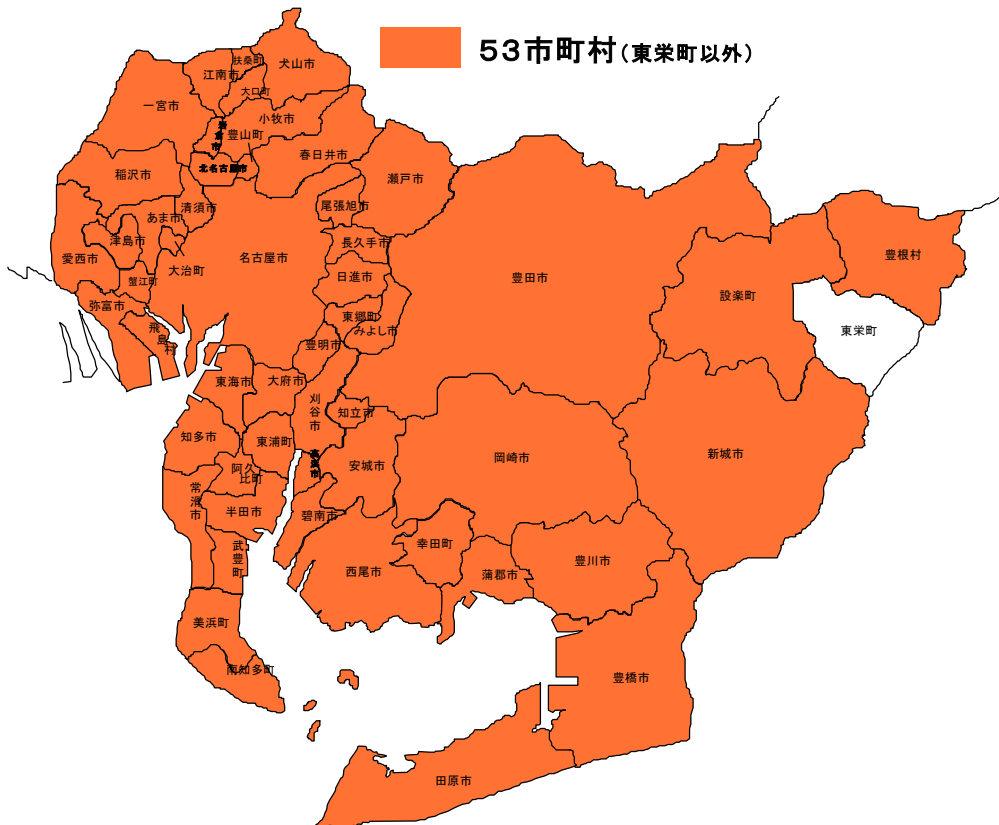 53市町村(東栄町以外)
扶桑町
犬山市
江南市
大口町
一宮市
小牧市
岩倉市
豊山町
春日井市
北名古屋市
稲沢市
瀬戸市
清須市
尾張旭市
あま市
津島市
長久手市
愛西市
大治町
名古屋市
豊根村
蟹江町
日進市
豊田市
設楽町
弥富市
東郷町
みよし市
飛島村
豊明市
東栄町
東海市
大府市
刈谷市
知立市
知多市
東浦町
高浜市
安城市
岡崎市
新城市
阿久比町
常滑市
半田市
碧南市
武豊町
幸田町
西尾市
蒲郡市
豊川市
美浜町
南知多町
豊橋市
田原市